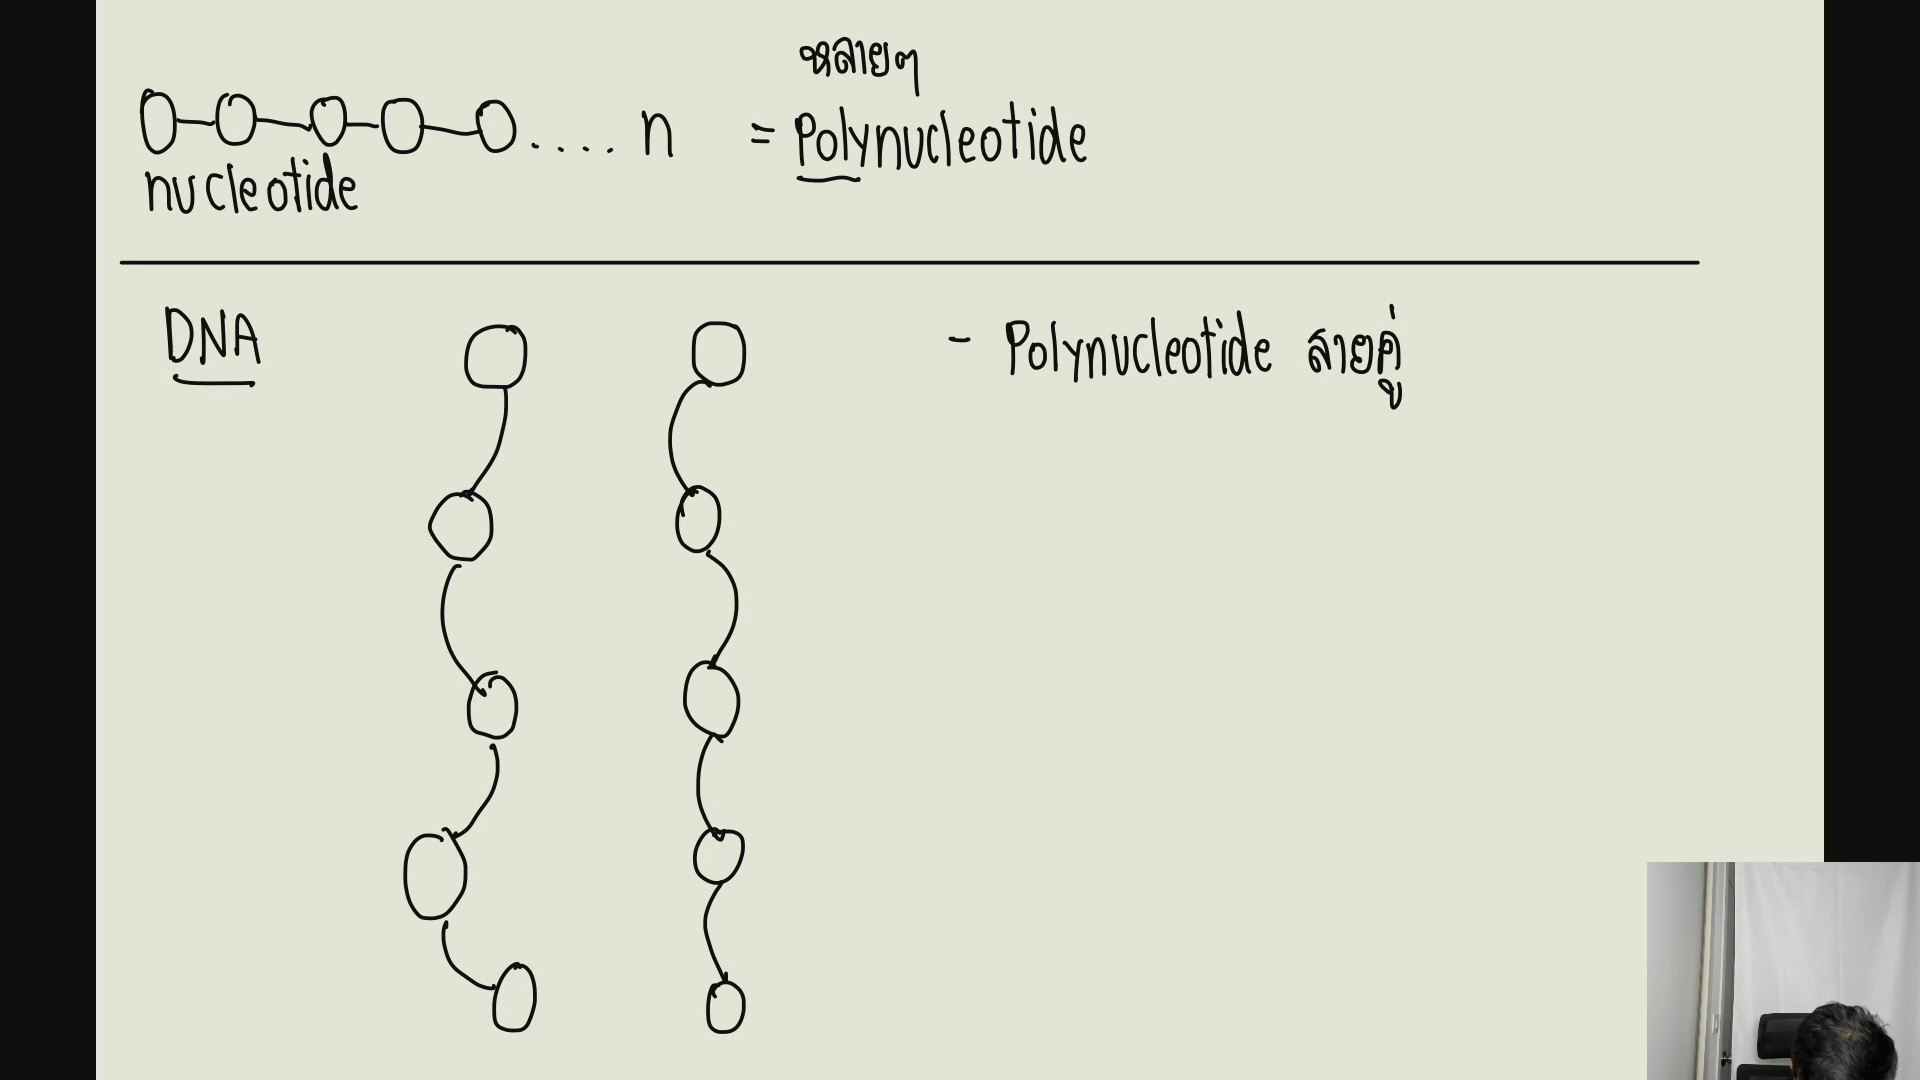 หลายๆ
.... n = Polynucleotide
nucleotide
DNA
- Polynucleotide สายคู่